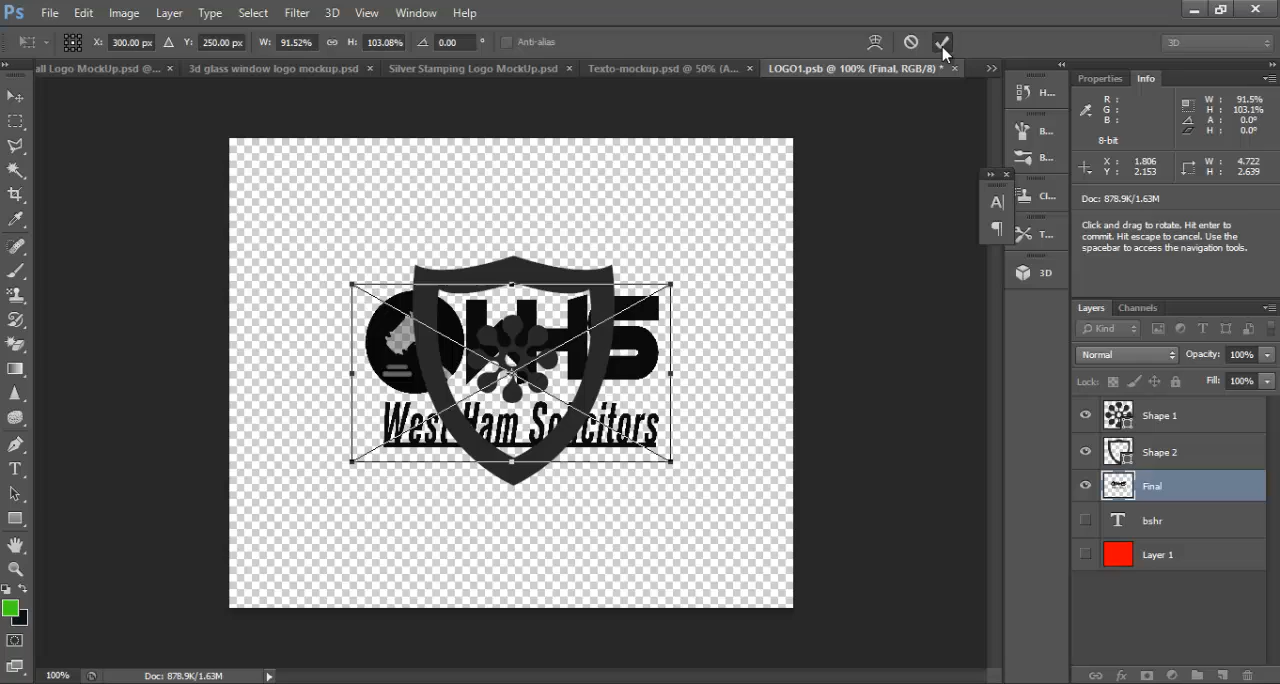 Ps File Edit Image Layer Type Select Filter 3D View Window Help
X: 300.00 px Y: 250.00 px W: 91.52% H: 103.08% 0.00 ° Anti-alias 3D
all Logo MockUp.psd @... × 3d glass window logo mockup.psd × Silver Stamping Logo MockUp.psd × Texto-mockup.psd @ 50% (A... × LOGO1.psb @ 100% (Final, RGB/8) * ×
H...
B...
B...
Cl...
T...
3D
A
Properties Info
R: W: 91.5%
G: H: 103.1%
B: A: 0.0°
H: 0.0°
8-bit
X: 1.806 W: 4.722
Y: 2.153 H: 2.639
Doc: 878.9K/1.63M
Click and drag to rotate. Hit enter to
commit. Hit escape to cancel. Use the
spacebar to access the navigation tools.
Layers Channels
Kind
Normal Opacity: 100%
Lock: Fill: 100%
Shape 1
Shape 2
Final
T bshr
Layer 1
West Ham Solicitors
100% Doc: 878.9K/1.63M